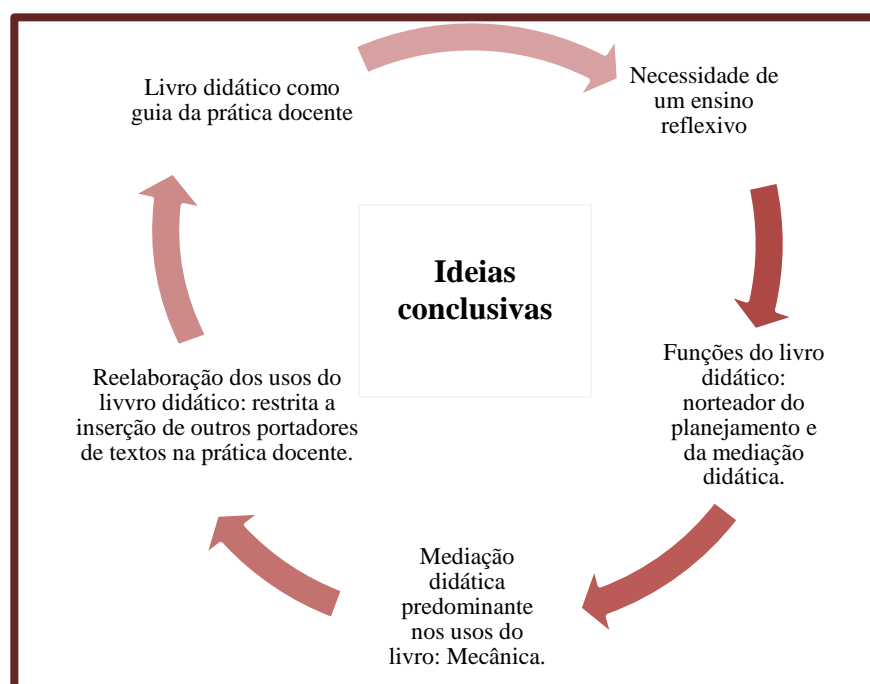 Livro didático como
guia da prática docente
Necessidade de
um ensino
reflexivo
Ideias
conclusivas
Funções do livro
didático:
norteador do
planejamento e
da mediação
didática.
Mediação
didática
predominante
nos usos do
livro: Mecânica.
Reelaboração dos usos do
livvro didático: restrita a
inserção de outros portadores
de textos na prática docente.